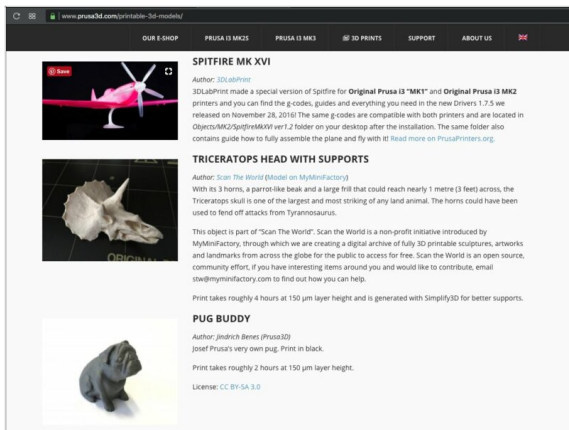 www.prusa3d.com/printable-3d-models/
OUR E-SHOP PRUSA I3 MK2S PRUSA I3 MK3 3D PRINTS SUPPORT ABOUT US
Save
SPITFIRE MK XVI
Author: 3DLabPrint
3DLabPrint made a special version of Spitfire for Original Prusa i3 "MK1" and Original Prusa i3 MK2
printers and you can find the g-codes, guides and everything you need in the new Drivers 1.7.5 we
released on November 28, 2016! The same g-codes are compatible with both printers and are located in
Objects/MK2/SpitfireMkXVI ver1.2 folder on your desktop after the installation. The same folder also
contains guide how to fully assemble the plane and fly with it! Read more on PrusaPrinters.org.
TRICERATOPS HEAD WITH SUPPORTS
Author: Scan The World (Model on MyMiniFactory)
With its 3 horns, a parrot-like beak and a large frill that could reach nearly 1 metre (3 feet) across, the
Triceratops skull is one of the largest and most striking of any land animal. The horns could have been
used to fend off attacks from Tyrannosaurus.
This object is part of "Scan The World". Scan the World is a non-profit initiative introduced by
MyMiniFactory, through which we are creating a digital archive of fully 3D printable sculptures, artworks
and landmarks from across the globe for the public to access for free. Scan the World is an open source,
community effort, if you have interesting items around you and would like to contribute, email
stw@myminifactory.com to find out how you can help.
Print takes roughly 4 hours at 150 µm layer height and is generated with Simplify3D for better supports.
ORIGINAL
PUG BUDDY
Author: Jindrich Benes (Prusa3D)
Josef Prusa's very own pug. Print in black.
Print takes roughly 2 hours at 150 µm layer height.
License: CC BY-SA 3.0